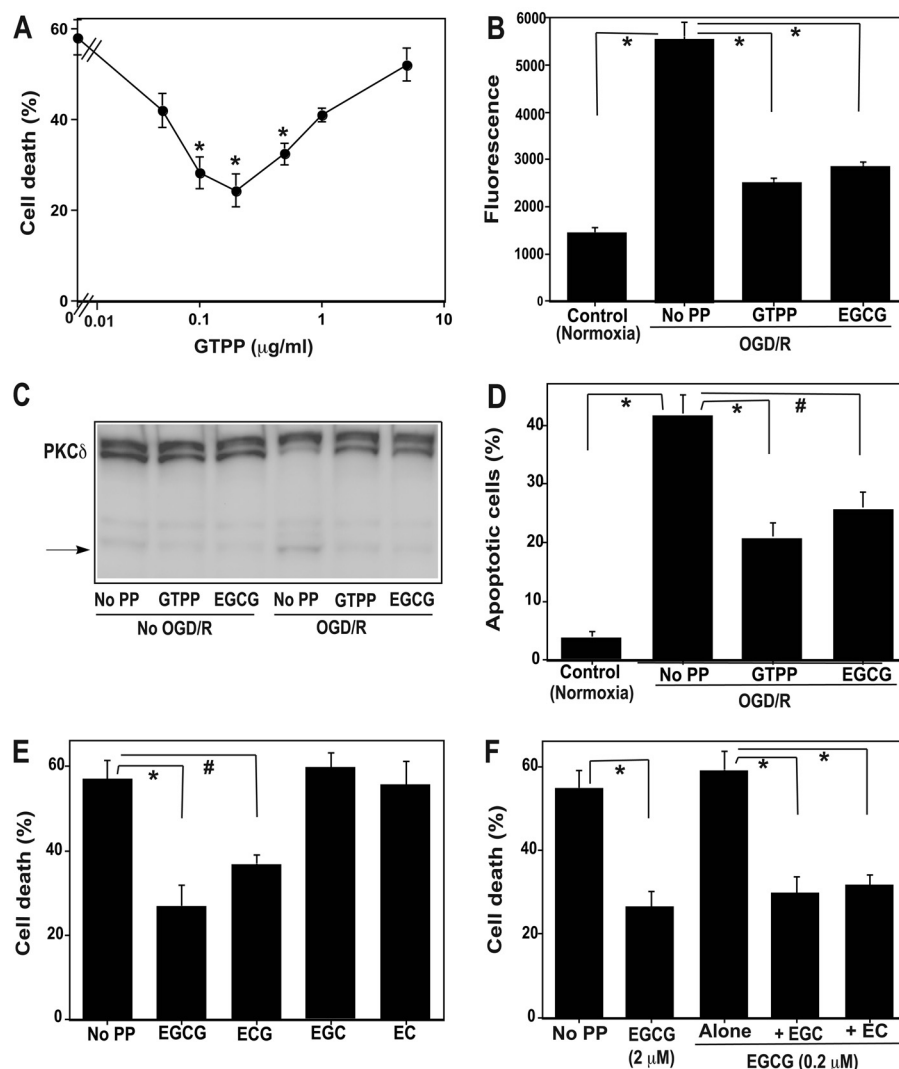 A
60
40
20
0
Cell death (%)
* * *
0 0.01 0.1 1 10
GTPP (μg/ml)
B
6000
5000
4000
3000
2000
1000
0
Fluorescence
* * *
Control No PP GTPP EGCG
(Normoxia)
OGD/R
C
PKCδ
No PP GTPP EGCG No PP GTPP EGCG
No OGD/R OGD/R
D
40
30
20
10
0
Apoptotic cells (%)
* * #
Control No PP GTPP EGCG
(Normoxia)
OGD/R
E
60
40
20
0
Cell death (%)
* #
No PP EGCG ECG EGC EC
F
60
40
20
0
Cell death (%)
* * *
No PP EGCG Alone + EGC + EC
(2 μM) EGCG (0.2 μM)